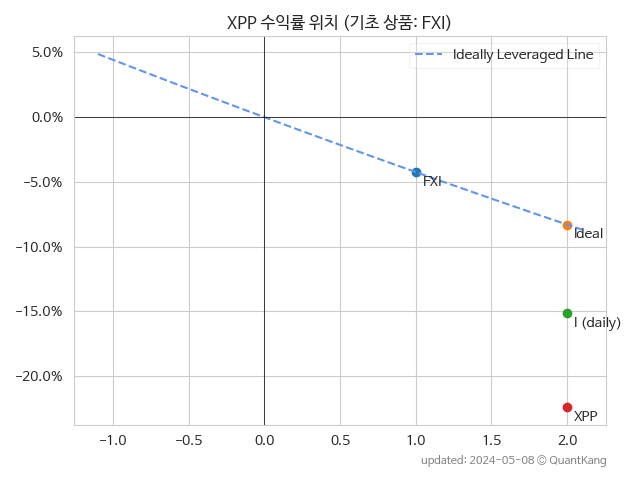 XPP 수익률 위치 (기초 상품: FXI)
Ideally Leveraged Line
5.0%
0.0%
−5.0%
−10.0%
−15.0%
−20.0%
FXI
Ideal
I (daily)
XPP
−1.0 −0.5 0.0 0.5 1.0 1.5 2.0
updated: 2024-05-08 © QuantKang